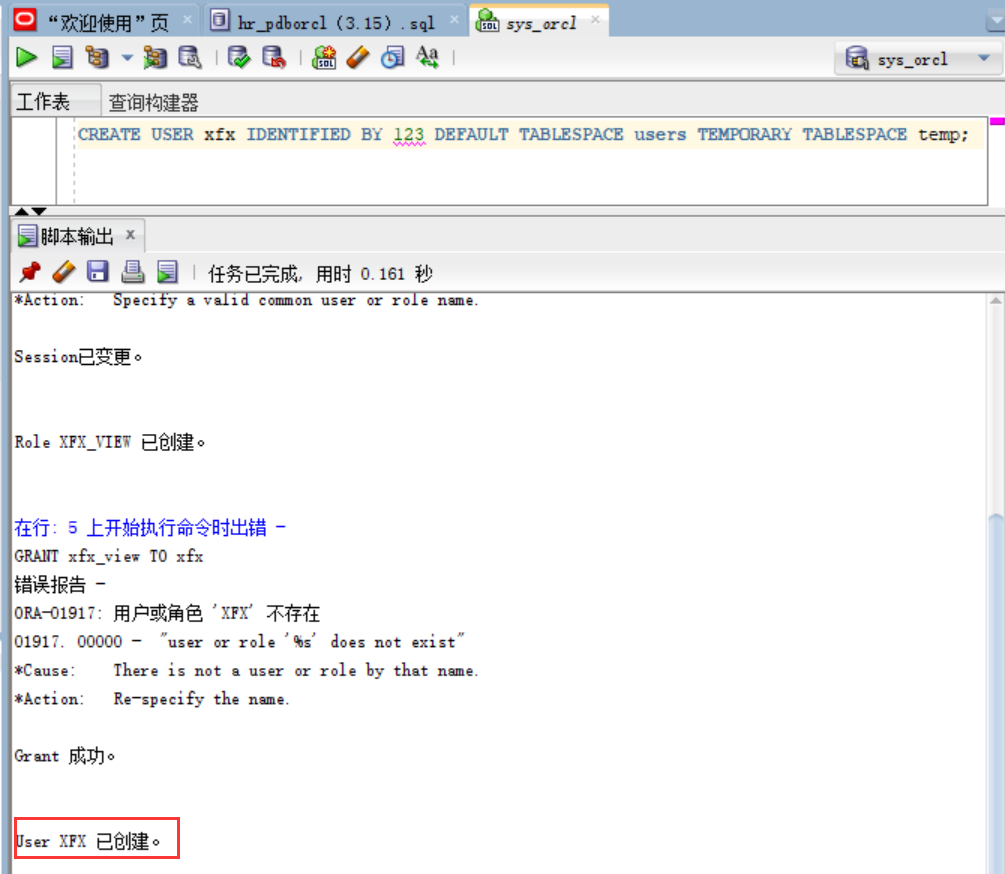 “欢迎使用”页 hr_pdborcl (3.15).sql sys_orcl
sys_orcl
工作表 查询构建器
CREATE USER xfx IDENTIFIED BY 123 DEFAULT TABLESPACE users TEMPORARY TABLESPACE temp;
脚本输出
任务已完成, 用时 0.161 秒
*Action: Specify a valid common user or role name.
Session已变更。
Role XFX_VIEW 已创建。
在行: 5 上开始执行命令时出错 -
GRANT xfx_view TO xfx
错误报告 -
ORA-01917: 用户或角色 'XFX' 不存在
01917. 00000 - "user or role '%s' does not exist"
*Cause: There is not a user or role by that name.
*Action: Re-specify the name.
Grant 成功。
User XFX 已创建。